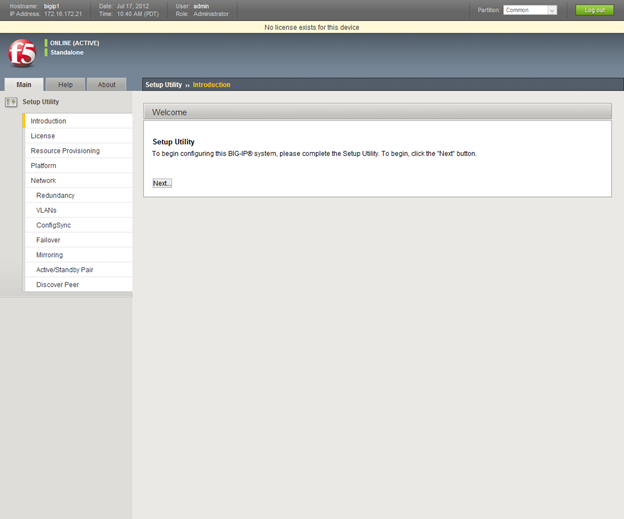 Hostname: bigip1 Date: Jul 17, 2012 User: admin
IP Address: 172.16.172.21 Time: 10:40 AM (PDT) Role: Administrator
Partition: Common Log out
No license exists for this device
f5
ONLINE (ACTIVE)
Standalone
Main Help About
Setup Utility ›› Introduction
Setup Utility
Introduction
License
Resource Provisioning
Platform
Network
Redundancy
VLANs
ConfigSync
Failover
Mirroring
Active/Standby Pair
Discover Peer
Welcome
Setup Utility
To begin configuring this BIG-IP® system, please complete the Setup Utility. To begin, click the "Next" button.
Next...